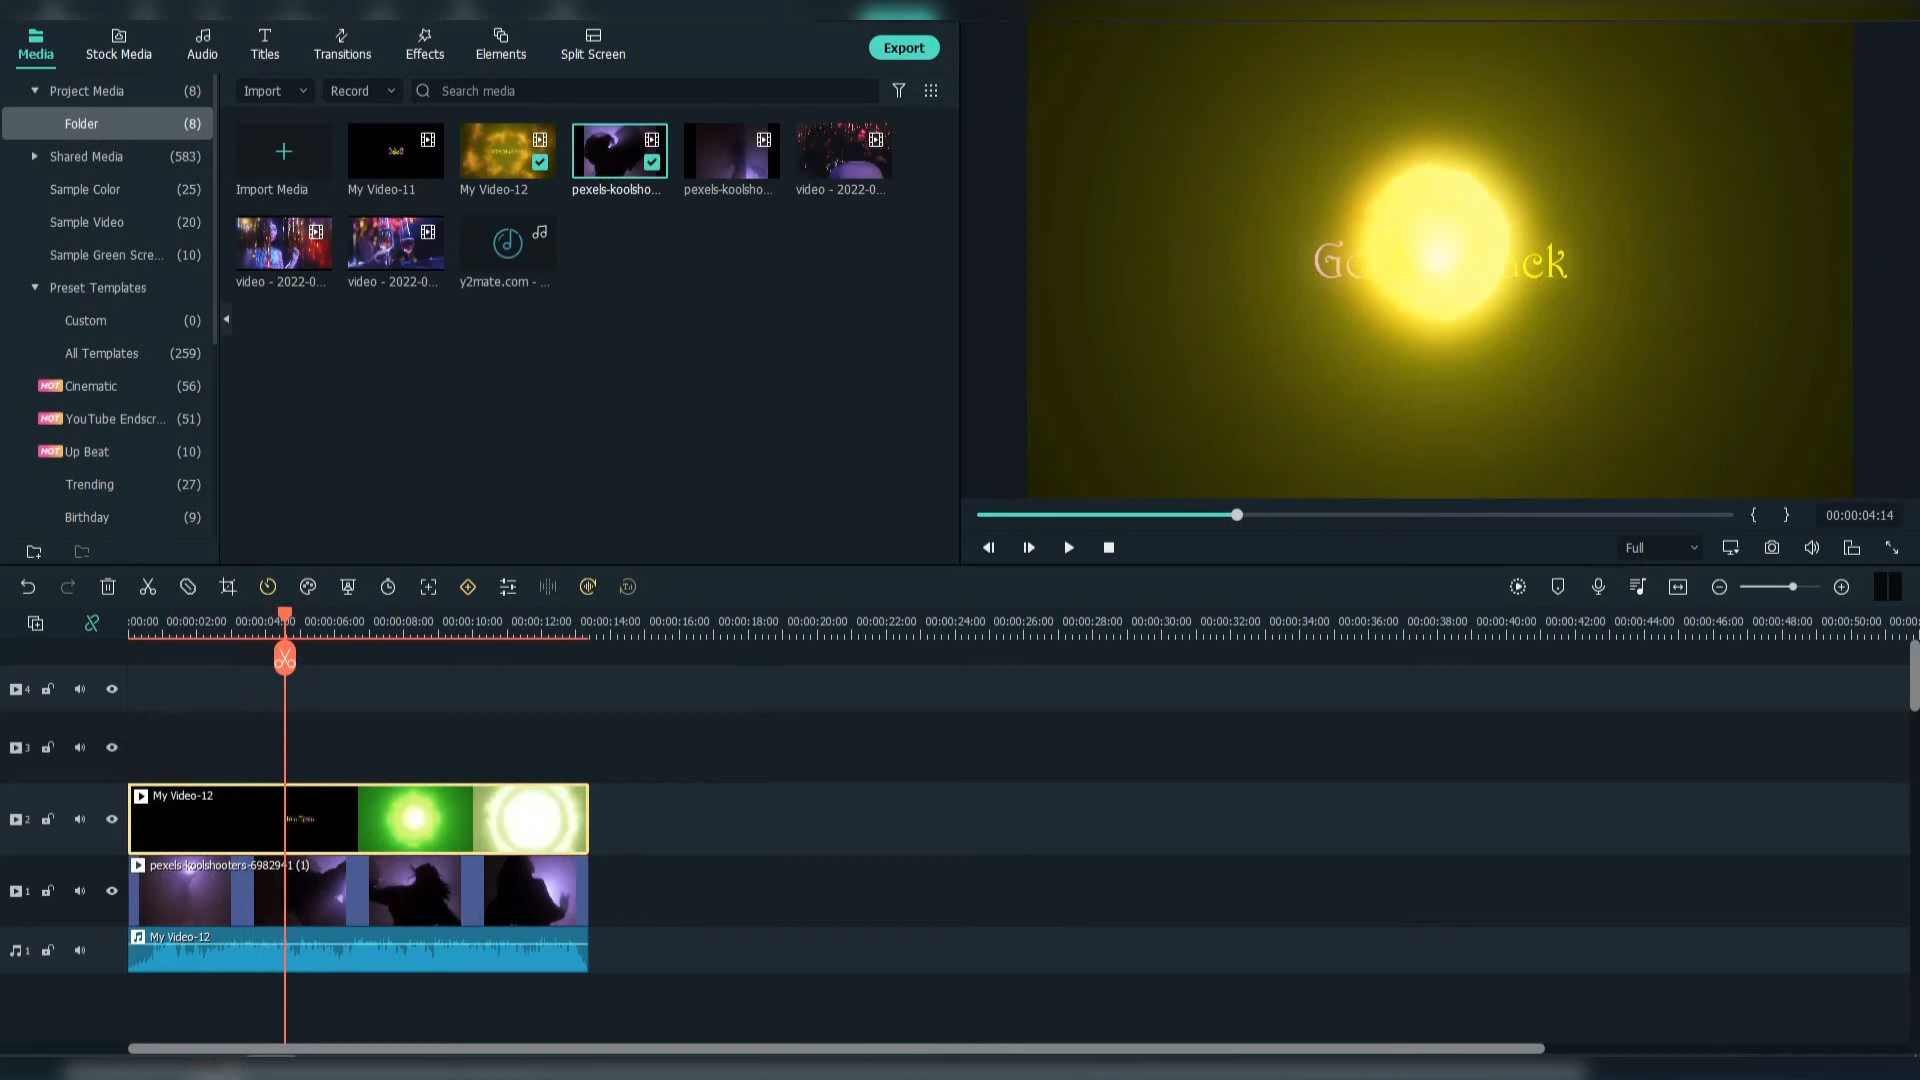 Media
Stock Media
Audio
Titles
Transitions
Effects
Elements
Split Screen
Export
Project Media (8)
Folder (8)
Shared Media (583)
Sample Color (25)
Sample Video (20)
Sample Green Scre... (10)
Preset Templates
Custom (0)
All Templates (259)
HOT Cinematic (56)
HOT YouTube Endscr... (51)
HOT Up Beat (10)
Trending (27)
Birthday (9)
Import
Record
Search media
Import Media
My Video-11
My Video-12
pexels-koolsho...
pexels-koolsho...
video - 2022-0...
video - 2022-0...
video - 2022-0...
y2mate.com - ...
{ } 00:00:04:14
Full
:00:00 00:00:02:00 00:00:04:00 00:00:06:00 00:00:08:00 00:00:10:00 00:00:12:00 00:00:14:00 00:00:16:00 00:00:18:00 00:00:20:00 00:00:22:00 00:00:24:00 00:00:26:00 00:00:28:00 00:00:30:00 00:00:32:00 00:00:34:00 00:00:36:00 00:00:38:00 00:00:40:00 00:00:42:00 00:00:44:00 00:00:46:00 00:00:48:00 00:00:50:00 00:00:
4
3
2
My Video-12
1
pexels-koolshooters-6982941 (1)
1
My Video-12